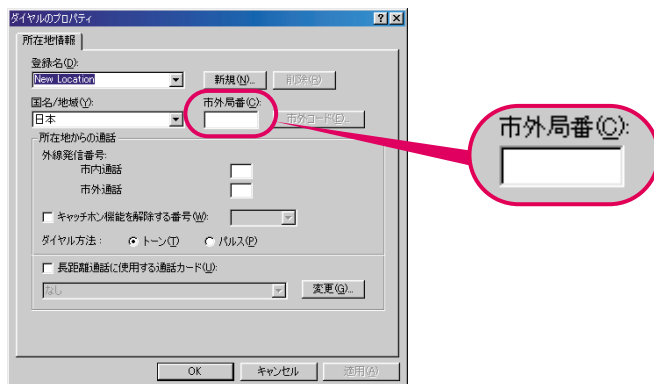 ダイヤルのプロパティ
所在地情報
登録名(D):
New Location
新規(N)...
削除(R)
国名/地域(Y):
市外局番(C):
日本
市外コード(E)...
所在地からの通話
外線発信番号:
市内通話
市外通話
キャッチホン機能を解除する番号(W):
ダイヤル方法:
トーン(T)
パルス(P)
長距離通話に使用する通話カード(U):
なし
変更(G)...
OK
キャンセル
適用(A)
市外局番(C):